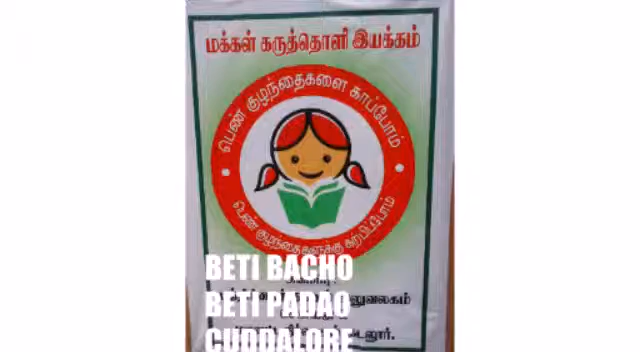 மக்கள் கருத்தொளி இயக்கம்
பெண் குழந்தைகளை காப்போம்
பெண் குழந்தைகளுக்கு கற்பிப்போம்
BETI BACHO
BETI PADAO
CUDDALORE